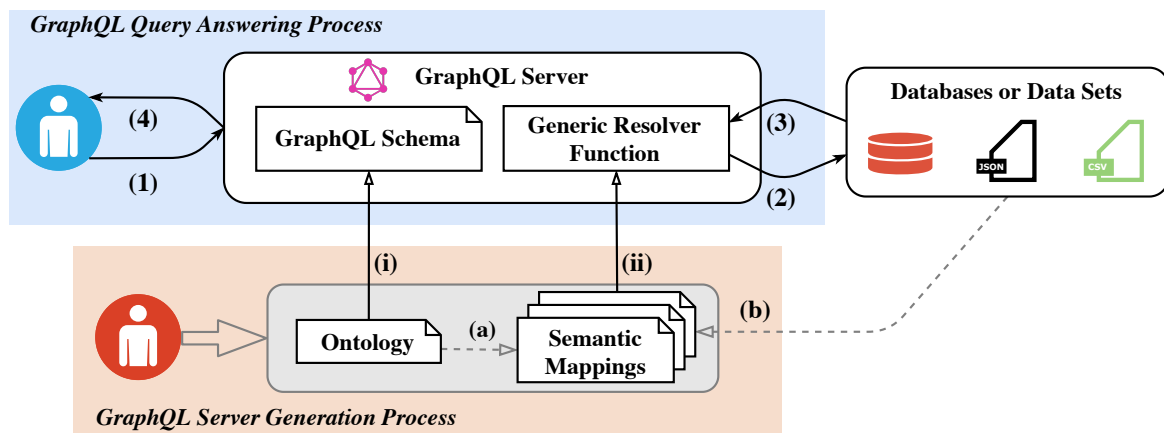 GraphQL Query Answering Process
GraphQL Server
Databases or Data Sets
(4)
GraphQL Schema
Generic Resolver
Function
(3)
JSON
CSV
(1)
(2)
(i)
(ii)
(b)
(a)
Ontology
Semantic
Mappings
GraphQL Server Generation Process